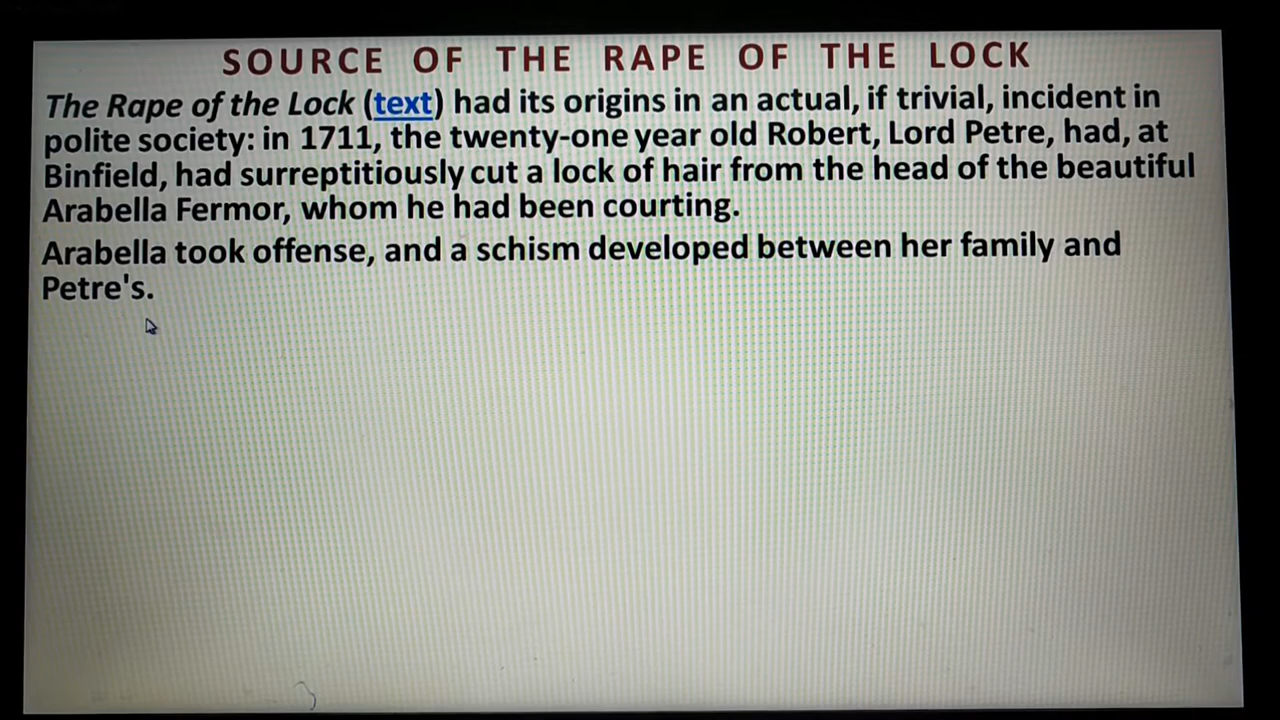 SOURCE OF THE RAPE OF THE LOCK
The Rape of the Lock (text) had its origins in an actual, if trivial, incident in
polite society: in 1711, the twenty-one year old Robert, Lord Petre, had, at
Binfield, had surreptitiously cut a lock of hair from the head of the beautiful
Arabella Fermor, whom he had been courting.
Arabella took offense, and a schism developed between her family and
Petre's.